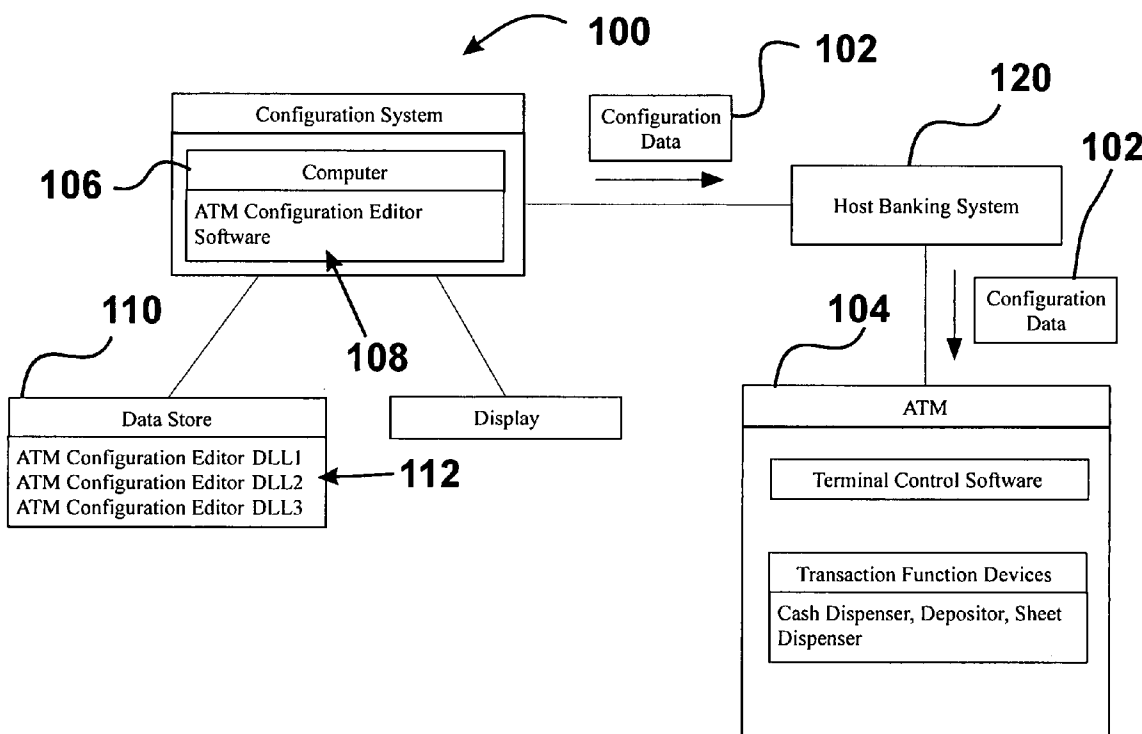 100
102
120
Configuration System
Configuration
Data
102
106
Computer
ATM Configuration Editor
Software
Host Banking System
110
108
104
Configuration
Data
Data Store
Display
ATM
ATM Configuration Editor DLL1
ATM Configuration Editor DLL2
ATM Configuration Editor DLL3
112
Terminal Control Software
Transaction Function Devices
Cash Dispenser, Depositor, Sheet
Dispenser